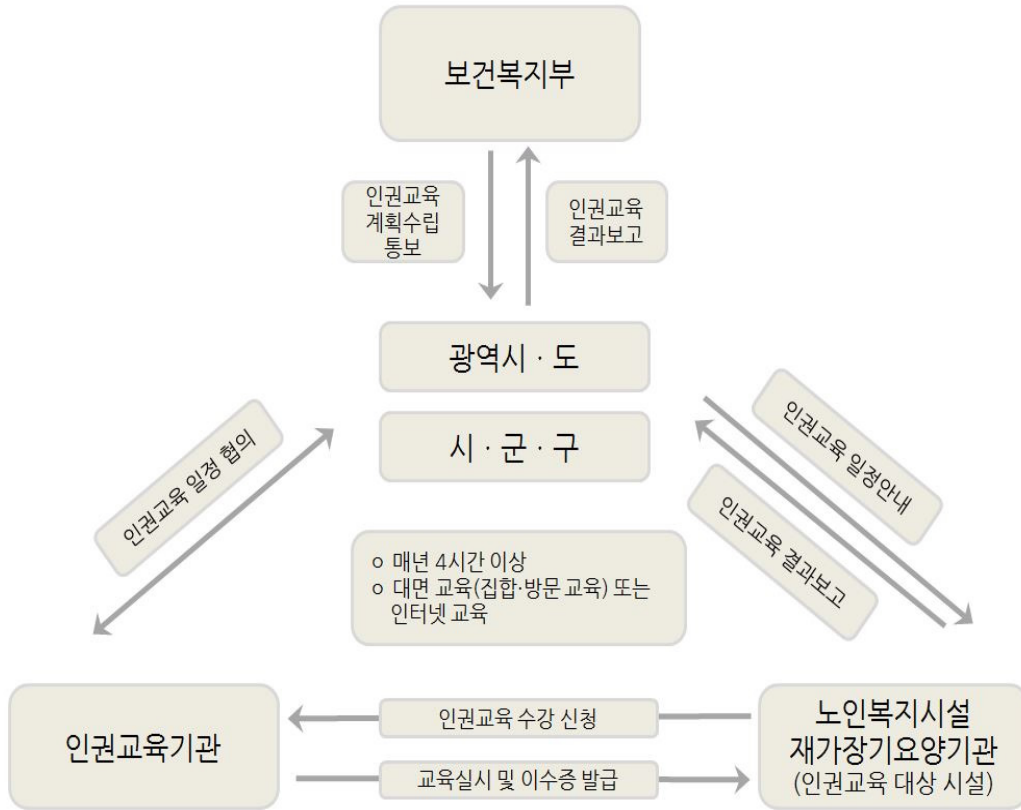 보건복지부
인권교육
계획수립
통보
인권교육
결과보고
광역시 · 도
시 · 군 · 구
인권교육 일정 협의
인권교육 일정안내
인권교육 결과보고
o 매년 4시간 이상
o 대면 교육(집합·방문 교육) 또는
인터넷 교육
인권교육기관
인권교육 수강 신청
교육실시 및 이수증 발급
노인복지시설
재가장기요양기관
(인권교육 대상 시설)